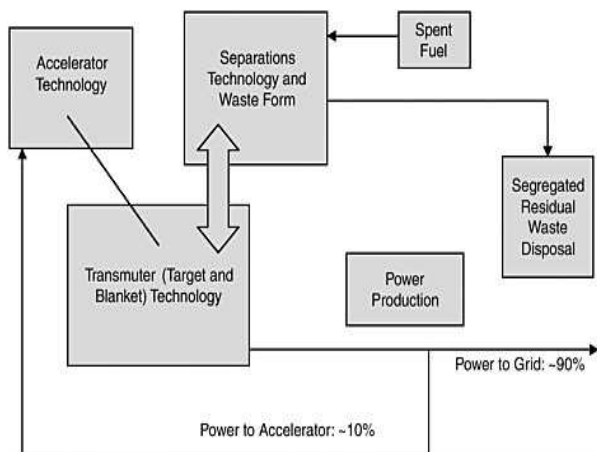 Accelerator
Technology
Separations
Technology and
Waste Form
Spent
Fuel
Segregated
Residual
Waste
Disposal
Transmuter (Target and
Blanket) Technology
Power
Production
Power to Grid: ~90%
Power to Accelerator: ~10%